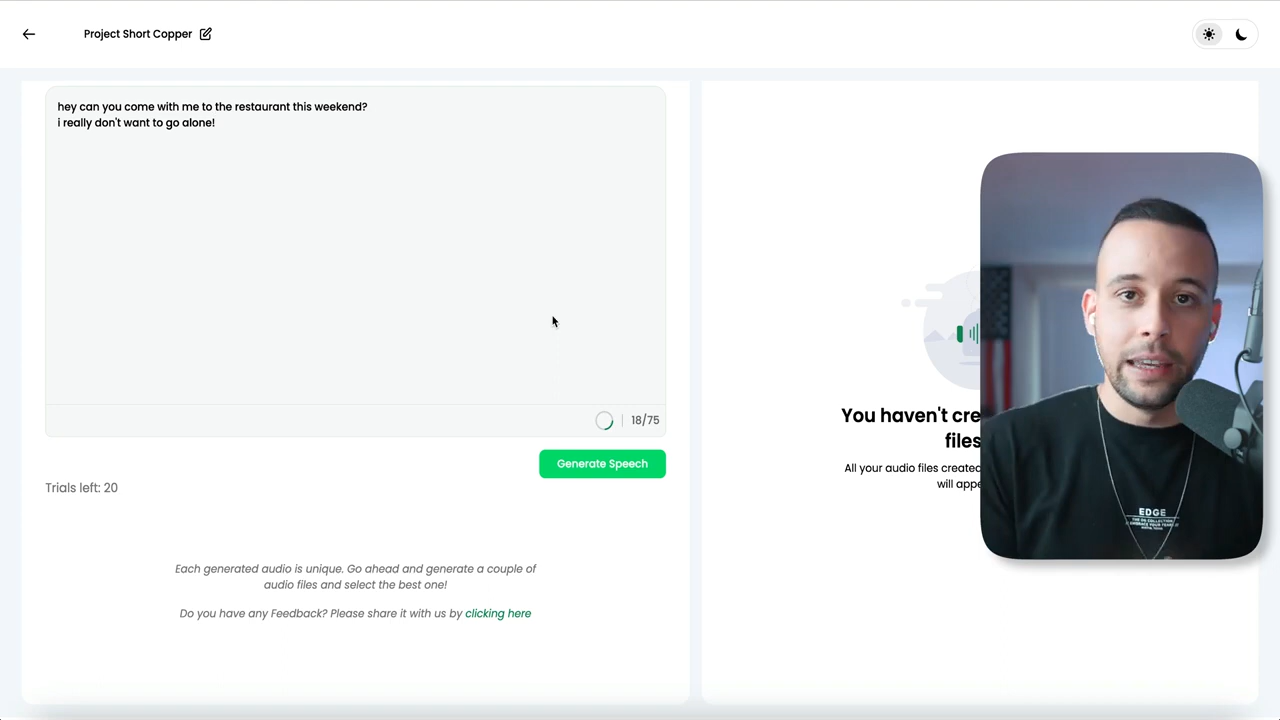 Project Short Copper
hey can you come with me to the restaurant this weekend?
i really don't want to go alone!
18/75
Generate Speech
Trials left: 20
Each generated audio is unique. Go ahead and generate a couple of
audio files and select the best one!
Do you have any Feedback? Please share it with us by clicking here
You haven't cre
files
All your audio files created
will appe
EDGE